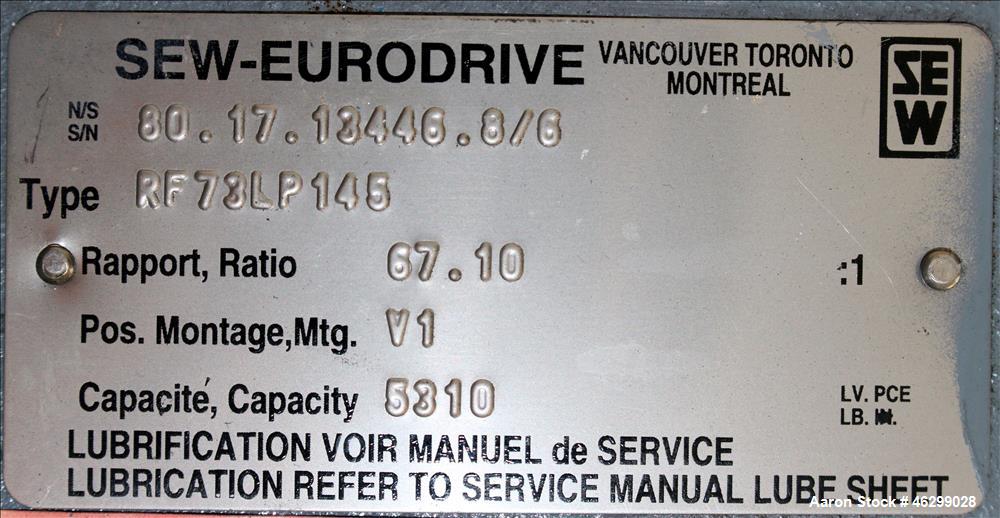 SEW-EURODRIVE VANCOUVER TORONTO MONTREAL
SEW
N/S
S/N 80.17.13446.8/6
Type RF73LP145
Rapport, Ratio 67.10 :1
Pos. Montage,Mtg. V1
Capacité, Capacity 5310 LV. PCE
LB. IN.
LUBRIFICATION VOIR MANUEL de SERVICE
LUBRICATION REFER TO SERVICE MANUAL LUBE SHEET
Aaron Stock # 46299028